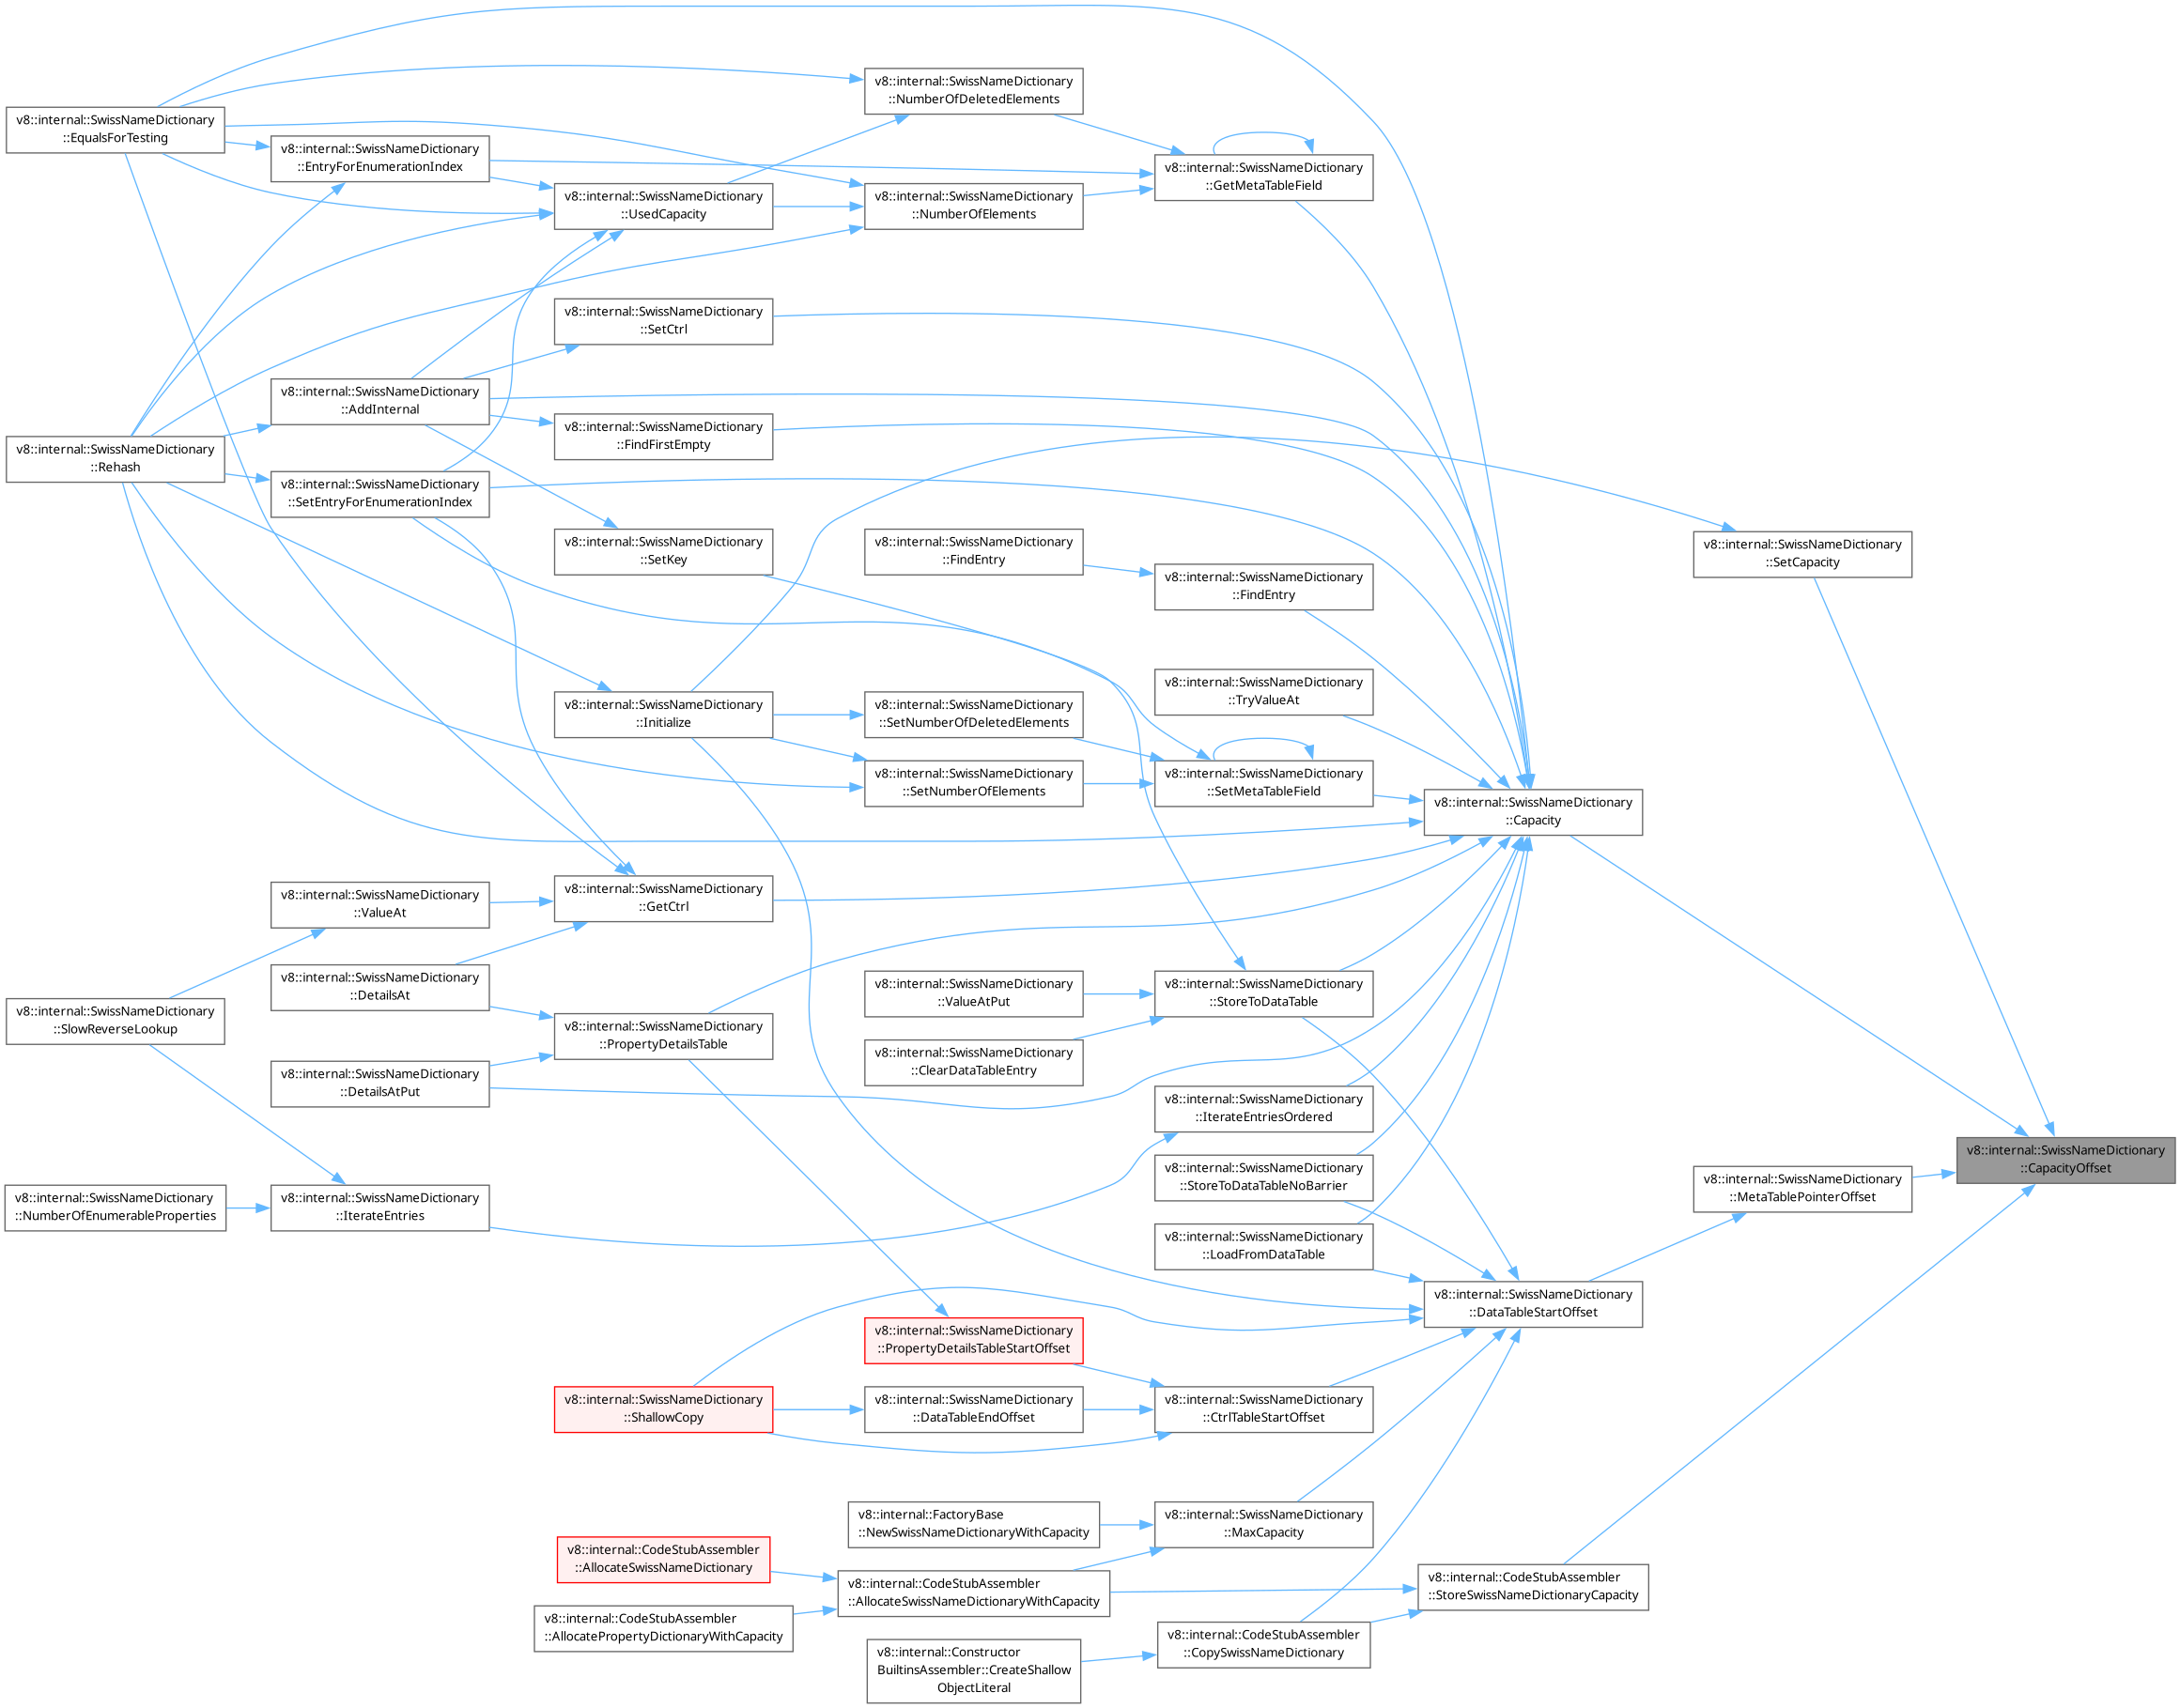 v8::internal::SwissNameDictionary
::NumberOfDeletedElements
v8::internal::SwissNameDictionary
::EqualsForTesting
v8::internal::SwissNameDictionary
::EntryForEnumerationIndex
v8::internal::SwissNameDictionary
::GetMetaTableField
v8::internal::SwissNameDictionary
::UsedCapacity
v8::internal::SwissNameDictionary
::NumberOfElements
v8::internal::SwissNameDictionary
::SetCtrl
v8::internal::SwissNameDictionary
::AddInternal
v8::internal::SwissNameDictionary
::FindFirstEmpty
v8::internal::SwissNameDictionary
::Rehash
v8::internal::SwissNameDictionary
::SetEntryForEnumerationIndex
v8::internal::SwissNameDictionary
::SetKey
v8::internal::SwissNameDictionary
::FindEntry
v8::internal::SwissNameDictionary
::SetCapacity
v8::internal::SwissNameDictionary
::FindEntry
v8::internal::SwissNameDictionary
::TryValueAt
v8::internal::SwissNameDictionary
::Initialize
v8::internal::SwissNameDictionary
::SetNumberOfDeletedElements
v8::internal::SwissNameDictionary
::SetNumberOfElements
v8::internal::SwissNameDictionary
::SetMetaTableField
v8::internal::SwissNameDictionary
::Capacity
v8::internal::SwissNameDictionary
::ValueAt
v8::internal::SwissNameDictionary
::GetCtrl
v8::internal::SwissNameDictionary
::DetailsAt
v8::internal::SwissNameDictionary
::ValueAtPut
v8::internal::SwissNameDictionary
::StoreToDataTable
v8::internal::SwissNameDictionary
::SlowReverseLookup
v8::internal::SwissNameDictionary
::PropertyDetailsTable
v8::internal::SwissNameDictionary
::ClearDataTableEntry
v8::internal::SwissNameDictionary
::DetailsAtPut
v8::internal::SwissNameDictionary
::IterateEntriesOrdered
v8::internal::SwissNameDictionary
::CapacityOffset
v8::internal::SwissNameDictionary
::StoreToDataTableNoBarrier
v8::internal::SwissNameDictionary
::MetaTablePointerOffset
v8::internal::SwissNameDictionary
::NumberOfEnumerableProperties
v8::internal::SwissNameDictionary
::IterateEntries
v8::internal::SwissNameDictionary
::LoadFromDataTable
v8::internal::SwissNameDictionary
::DataTableStartOffset
v8::internal::SwissNameDictionary
::PropertyDetailsTableStartOffset
v8::internal::SwissNameDictionary
::ShallowCopy
v8::internal::SwissNameDictionary
::DataTableEndOffset
v8::internal::SwissNameDictionary
::CtrlTableStartOffset
v8::internal::FactoryBase
::NewSwissNameDictionaryWithCapacity
v8::internal::SwissNameDictionary
::MaxCapacity
v8::internal::CodeStubAssembler
::AllocateSwissNameDictionary
v8::internal::CodeStubAssembler
::AllocateSwissNameDictionaryWithCapacity
v8::internal::CodeStubAssembler
::StoreSwissNameDictionaryCapacity
v8::internal::CodeStubAssembler
::AllocatePropertyDictionaryWithCapacity
v8::internal::CodeStubAssembler
::CopySwissNameDictionary
v8::internal::Constructor
BuiltinsAssembler::CreateShallow
ObjectLiteral